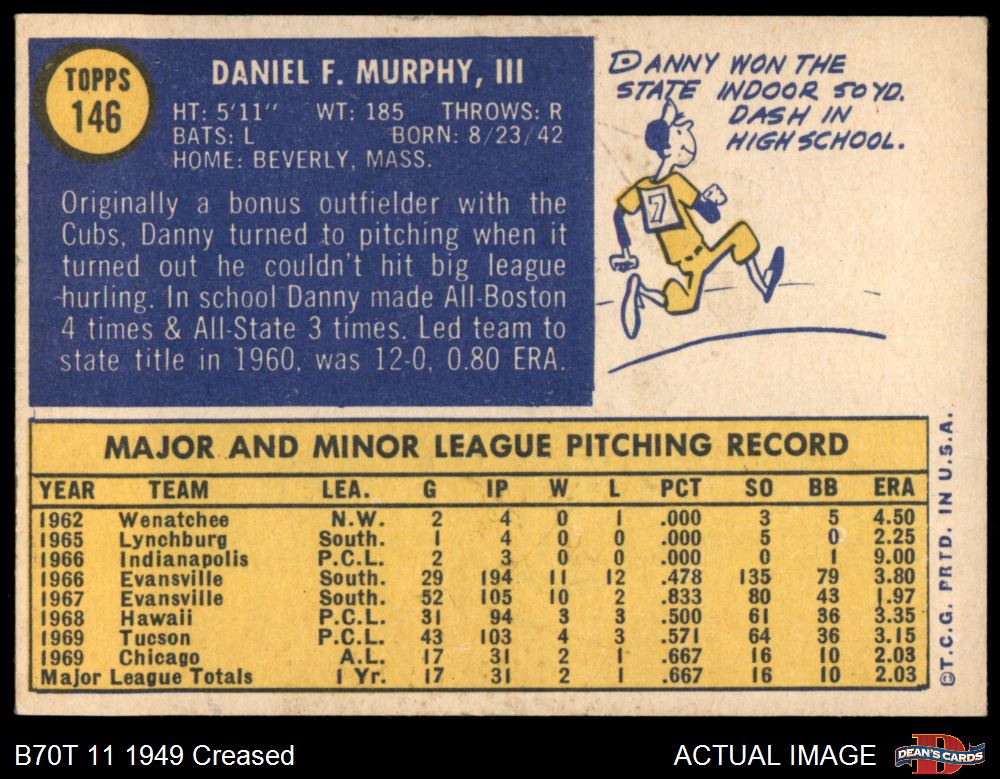 TOPPS
146
DANIEL F. MURPHY, III
HT: 5'11" WT: 185 THROWS: R
BATS: L BORN: 8/23/42
HOME: BEVERLY, MASS.
Originally a bonus outfielder with the
Cubs, Danny turned to pitching when it
turned out he couldn't hit big league
hurling. In school Danny made All-Boston
4 times & All-State 3 times. Led team to
state title in 1960, was 12-0, 0.80 ERA.
DANNY WON THE
STATE INDOOR 50 YD.
DASH IN
HIGH SCHOOL.
7
MAJOR AND MINOR LEAGUE PITCHING RECORD
YEAR TEAM LEA. G IP W L PCT SO BB ERA
1962 Wenatchee N.W. 2 4 0 1 .000 3 5 4.50
1965 Lynchburg South. 1 4 0 0 .000 5 0 2.25
1966 Indianapolis P.C.L. 2 3 0 0 .000 0 1 9.00
1966 Evansville South. 29 194 11 12 .478 135 79 3.80
1967 Evansville South. 52 105 10 2 .833 80 43 1.97
1968 Hawaii P.C.L. 31 94 3 3 .500 61 36 3.35
1969 Tucson P.C.L. 43 103 4 3 .571 64 36 3.15
1969 Chicago A.L. 17 31 2 1 .667 16 10 2.03
Major League Totals 1 Yr. 17 31 2 1 .667 16 10 2.03
©T.C.G. PRTD. IN U.S.A.
B70T 11 1949 Creased
ACTUAL IMAGE
DEAN'S CARDS